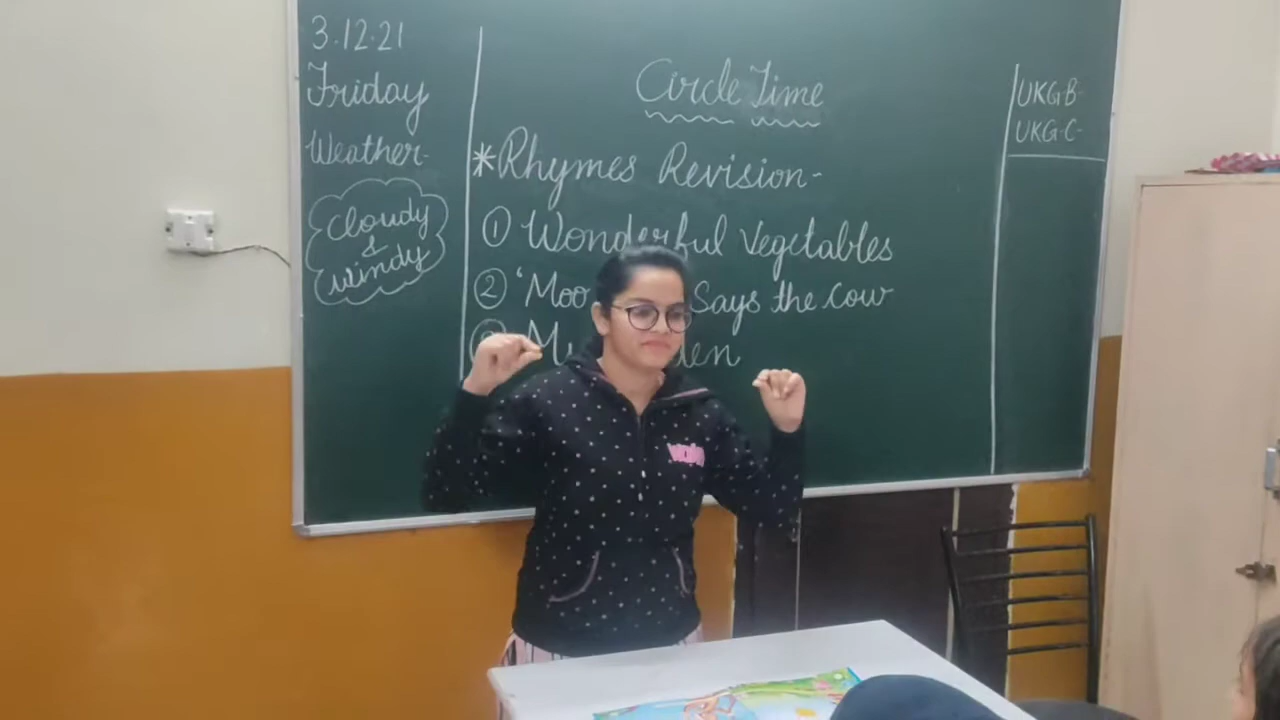 3.12.21
Friday
Weather-
Cloudy
&
windy
Circle Time
*Rhymes Revision-
① Wonderful Vegetables
② 'Moo Says the Cow
UKG-B-
UKG-C-